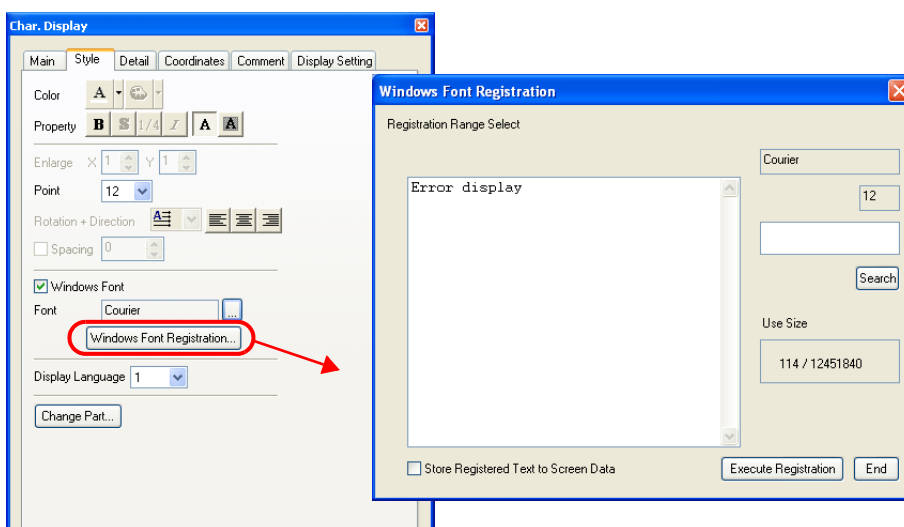 Char. Display
Main Style Detail Coordinates Comment Display Setting
Color A
Property B S 1/4 I A A
Enlarge X 1 Y 1
Point 12
Rotation + Direction A
Spacing 0
Windows Font
Font Courier ...
Windows Font Registration...
Display Language 1
Change Part...
Windows Font Registration
Registration Range Select
Error display
Courier
12
Search
Use Size
114 / 12451840
Store Registered Text to Screen Data
Execute Registration End